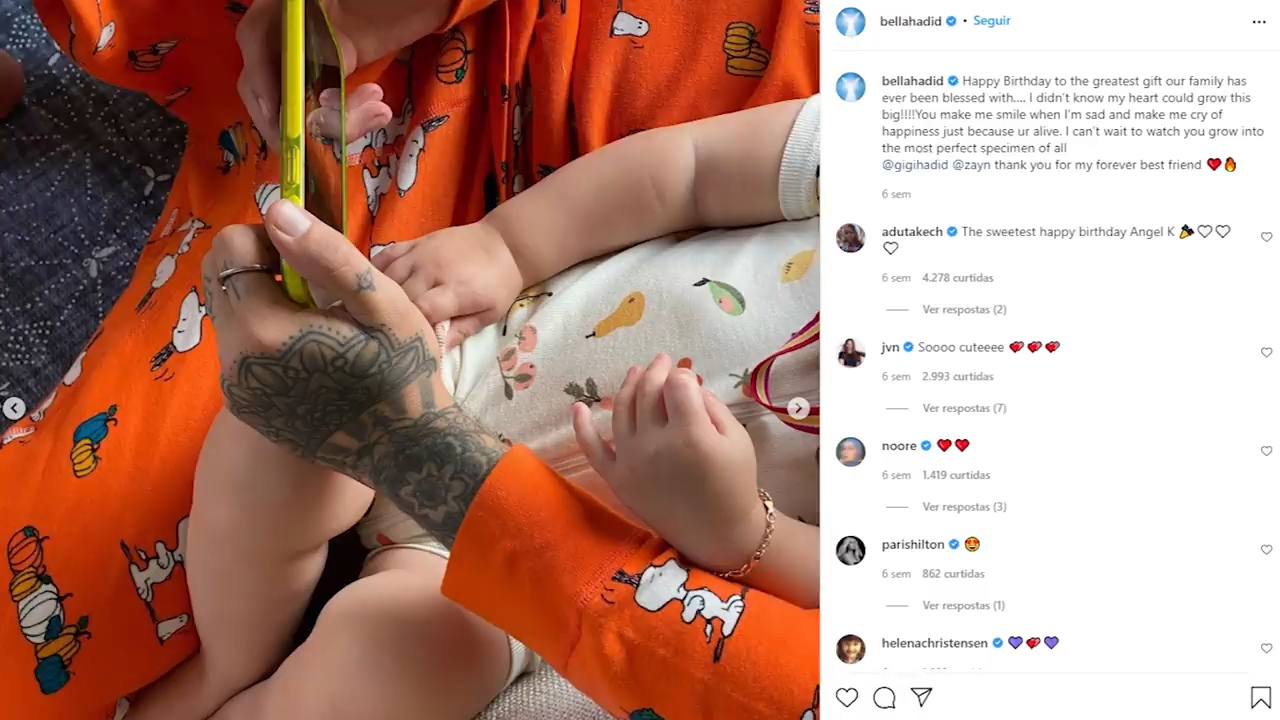 bellahadid • Seguir
bellahadid Happy Birthday to the greatest gift our family has
ever been blessed with.... I didn't know my heart could grow this
big!!!!You make me smile when I'm sad and make me cry of
happiness just because ur alive. I can't wait to watch you grow into
the most perfect specimen of all
@gigihadid @zayn thank you for my forever best friend ❤️🔥
6 sem
adutakech The sweetest happy birthday Angel K 🎉🤍🤍
🤍
6 sem 4.278 curtidas
Ver respostas (2)
jvn Soooo cuteeee 💞💞💞
6 sem 2.993 curtidas
Ver respostas (7)
noore ❤️❤️
6 sem 1.419 curtidas
Ver respostas (3)
parishilton 🤩
6 sem 862 curtidas
Ver respostas (1)
helenachristensen 💜💞💜